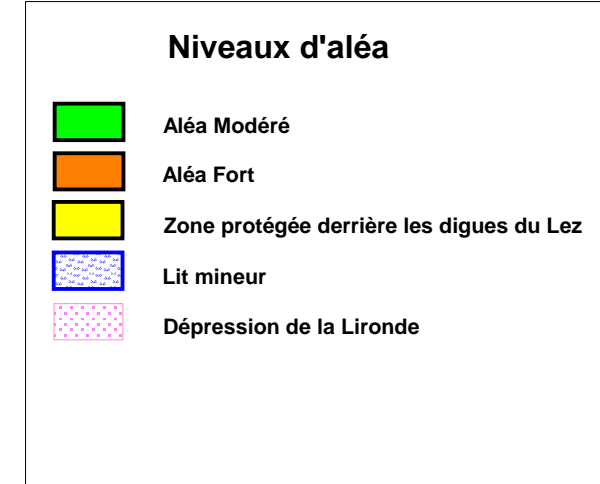 Niveaux d'aléa
Aléa Modéré
Aléa Fort
Zone protégée derrière les digues du Lez
Lit mineur
Dépression de la Lironde